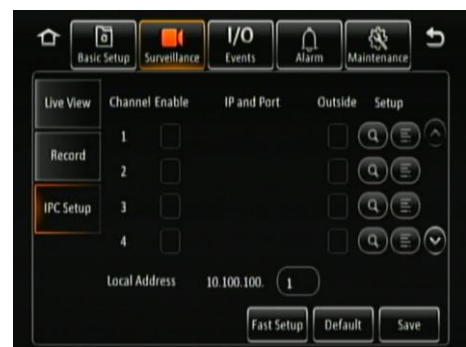 Basic Setup
Surveillance
I/O
Events
Alarm
Maintenance
Live View
Record
IPC Setup
Channel Enable IP and Port Outside Setup
1
2
3
4
Local Address 10.100.100. 1
Fast Setup Default Save